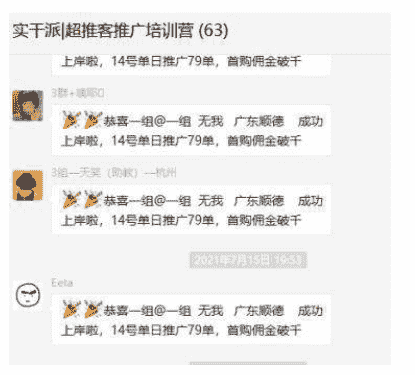 实干派|超推客推广培训营 (63)
上岸啦，14号单日推广79单，首购佣金破千
3群+
🎉🎉恭喜一组@一组 无我 广东顺德 成功
上岸啦，14号单日推广79单，首购佣金破千
3组—天笑（助教）—杭州
🎉🎉恭喜一组@一组 无我 广东顺德 成功
上岸啦，14号单日推广79单，首购佣金破千
2021年7月15日 19:53
Eeta
🎉🎉恭喜一组@一组 无我 广东顺德 成功
上岸啦，14号单日推广79单，首购佣金破千